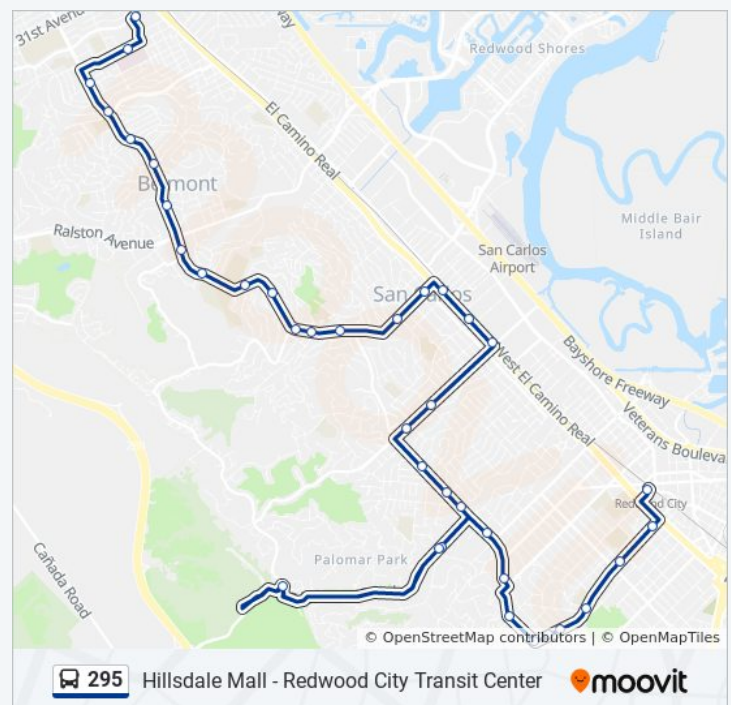 31st Avenue
way
Redwood Shores
El Camino Real
Belmont
Middle Bair
Island
Ralston Avenue
San Carlos
Airport
San Carlos
Bayshore Freeway
West El Camino Real
Veterans Bouleva
Redwood City
Cañada Road
Palomar Park
© OpenStreetMap contributors | © OpenMapTiles
295 Hillsdale Mall - Redwood City Transit Center moovit